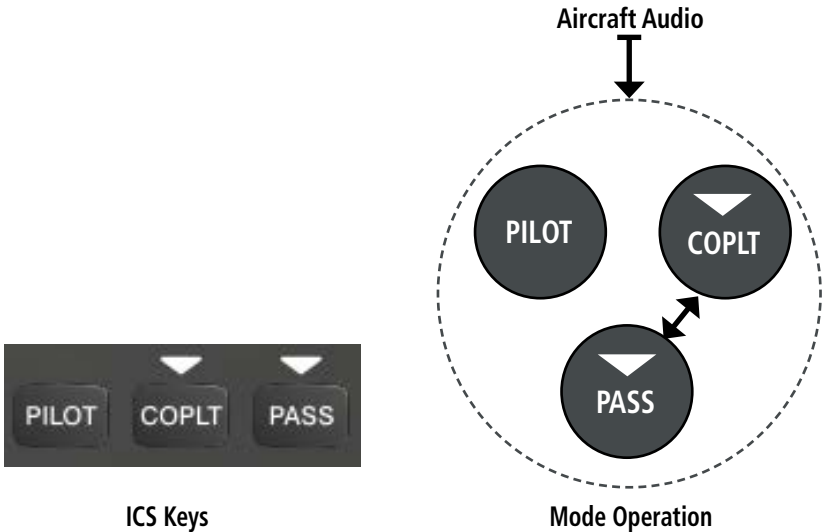 Aircraft Audio
PILOT
COPLT
PASS
PILOT COPLT PASS
ICS Keys
Mode Operation